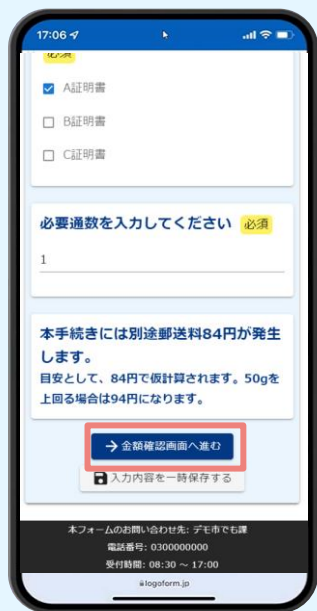 17:06
必須
A証明書
B証明書
C証明書
必要通数を入力してください 必須
1
本手続きには別途郵送料84円が発生
します。
目安として、84円で仮計算されます。50gを
上回る場合は94円になります。
→ 金額確認画面へ進む
入力内容を一時保存する
本フォームのお問い合わせ先: デモ市でも課
電話番号: 0300000000
受付時間: 08:30 ~ 17:00
logoform.jp